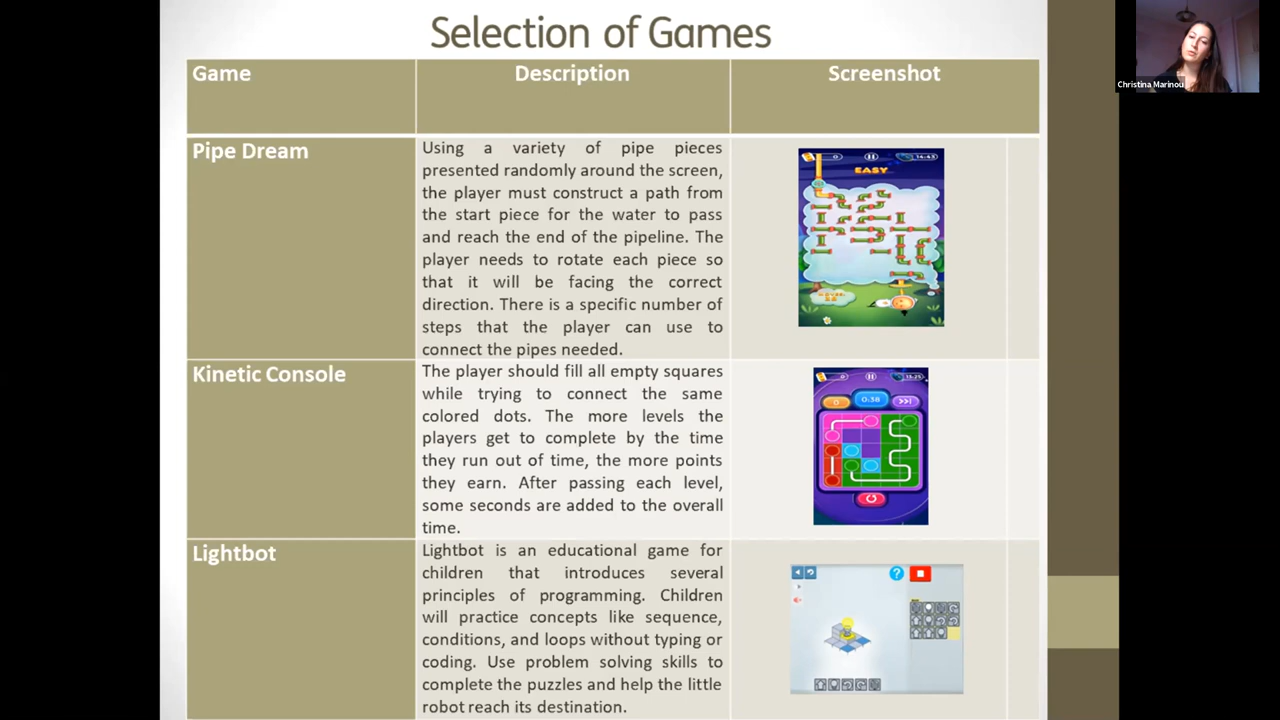 Selection of Games
Christina Marinou
Game
Description
Screenshot
Pipe Dream
Using a variety of pipe pieces
presented randomly around the screen,
the player must construct a path from
the start piece for the water to pass
and reach the end of the pipeline. The
player needs to rotate each piece so
that it will be facing the correct
direction. There is a specific number of
steps that the player can use to
connect the pipes needed.
0
14:43
EASY
Kinetic Console
The player should fill all empty squares
while trying to connect the same
colored dots. The more levels the
players get to complete by the time
they run out of time, the more points
they earn. After passing each level,
some seconds are added to the overall
time.
0
0
0:38
Lightbot
Lightbot is an educational game for
children that introduces several
principles of programming. Children
will practice concepts like sequence,
conditions, and loops without typing or
coding. Use problem solving skills to
complete the puzzles and help the little
robot reach its destination.
?